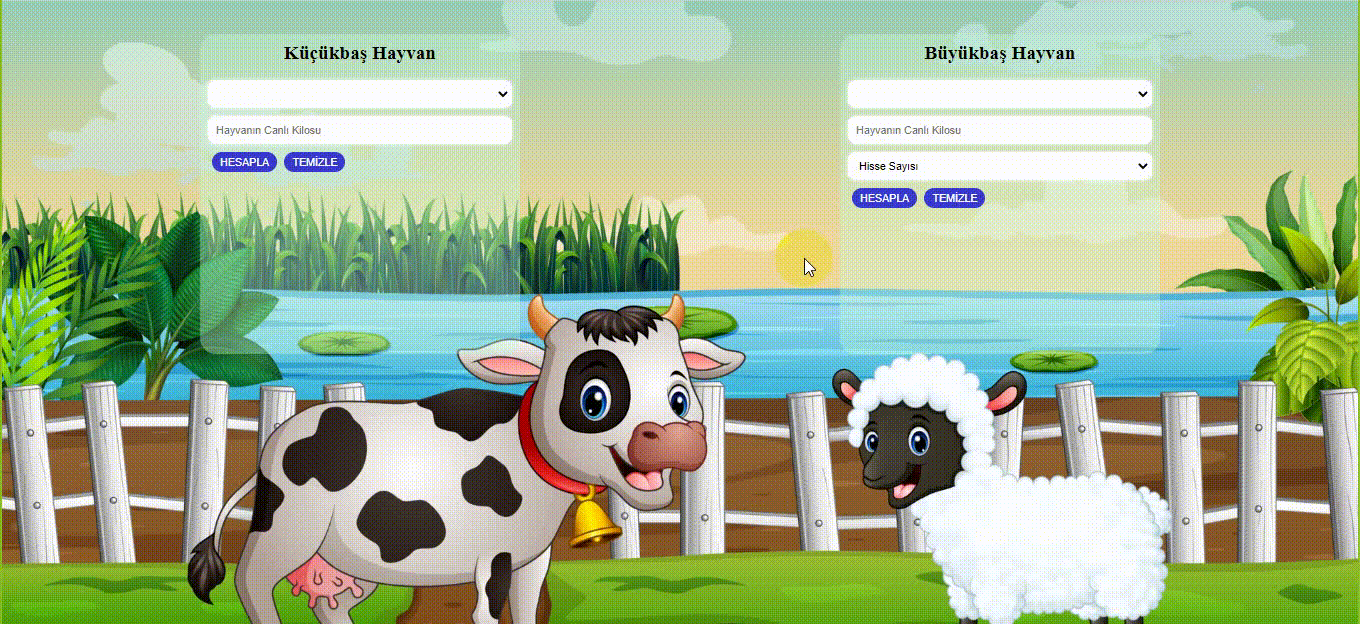 Küçükbaş Hayvan
Hayvanın Canlı Kilosu
HESAPLA TEMİZLE
Büyükbaş Hayvan
Hayvanın Canlı Kilosu
Hisse Sayısı
HESAPLA TEMİZLE